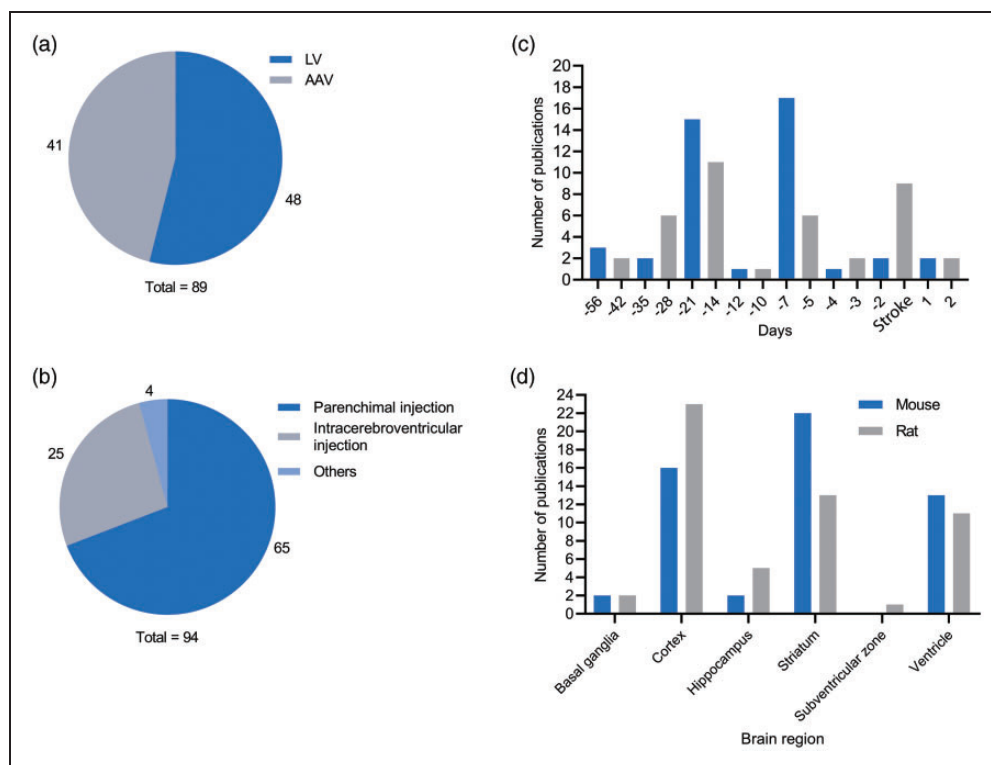 (a)
LV
AAV
41
48
Total = 89
(b)
4
Parenchimal injection
Intracerebroventricular
injection
Others
25
65
Total = 94
(c)
Number of publications
20
18
16
14
12
10
8
6
4
2
0
-56
-42
-35
-28
-21
-14
-12
-10
-7
-5
-4
-3
-2
Stroke
1
2
Days
(d)
Mouse
Rat
Number of publications
24
22
20
18
16
14
12
10
8
6
4
2
0
Basal ganglia
Cortex
Hippocampus
Striatum
Subventricular zone
Ventricle
Brain region